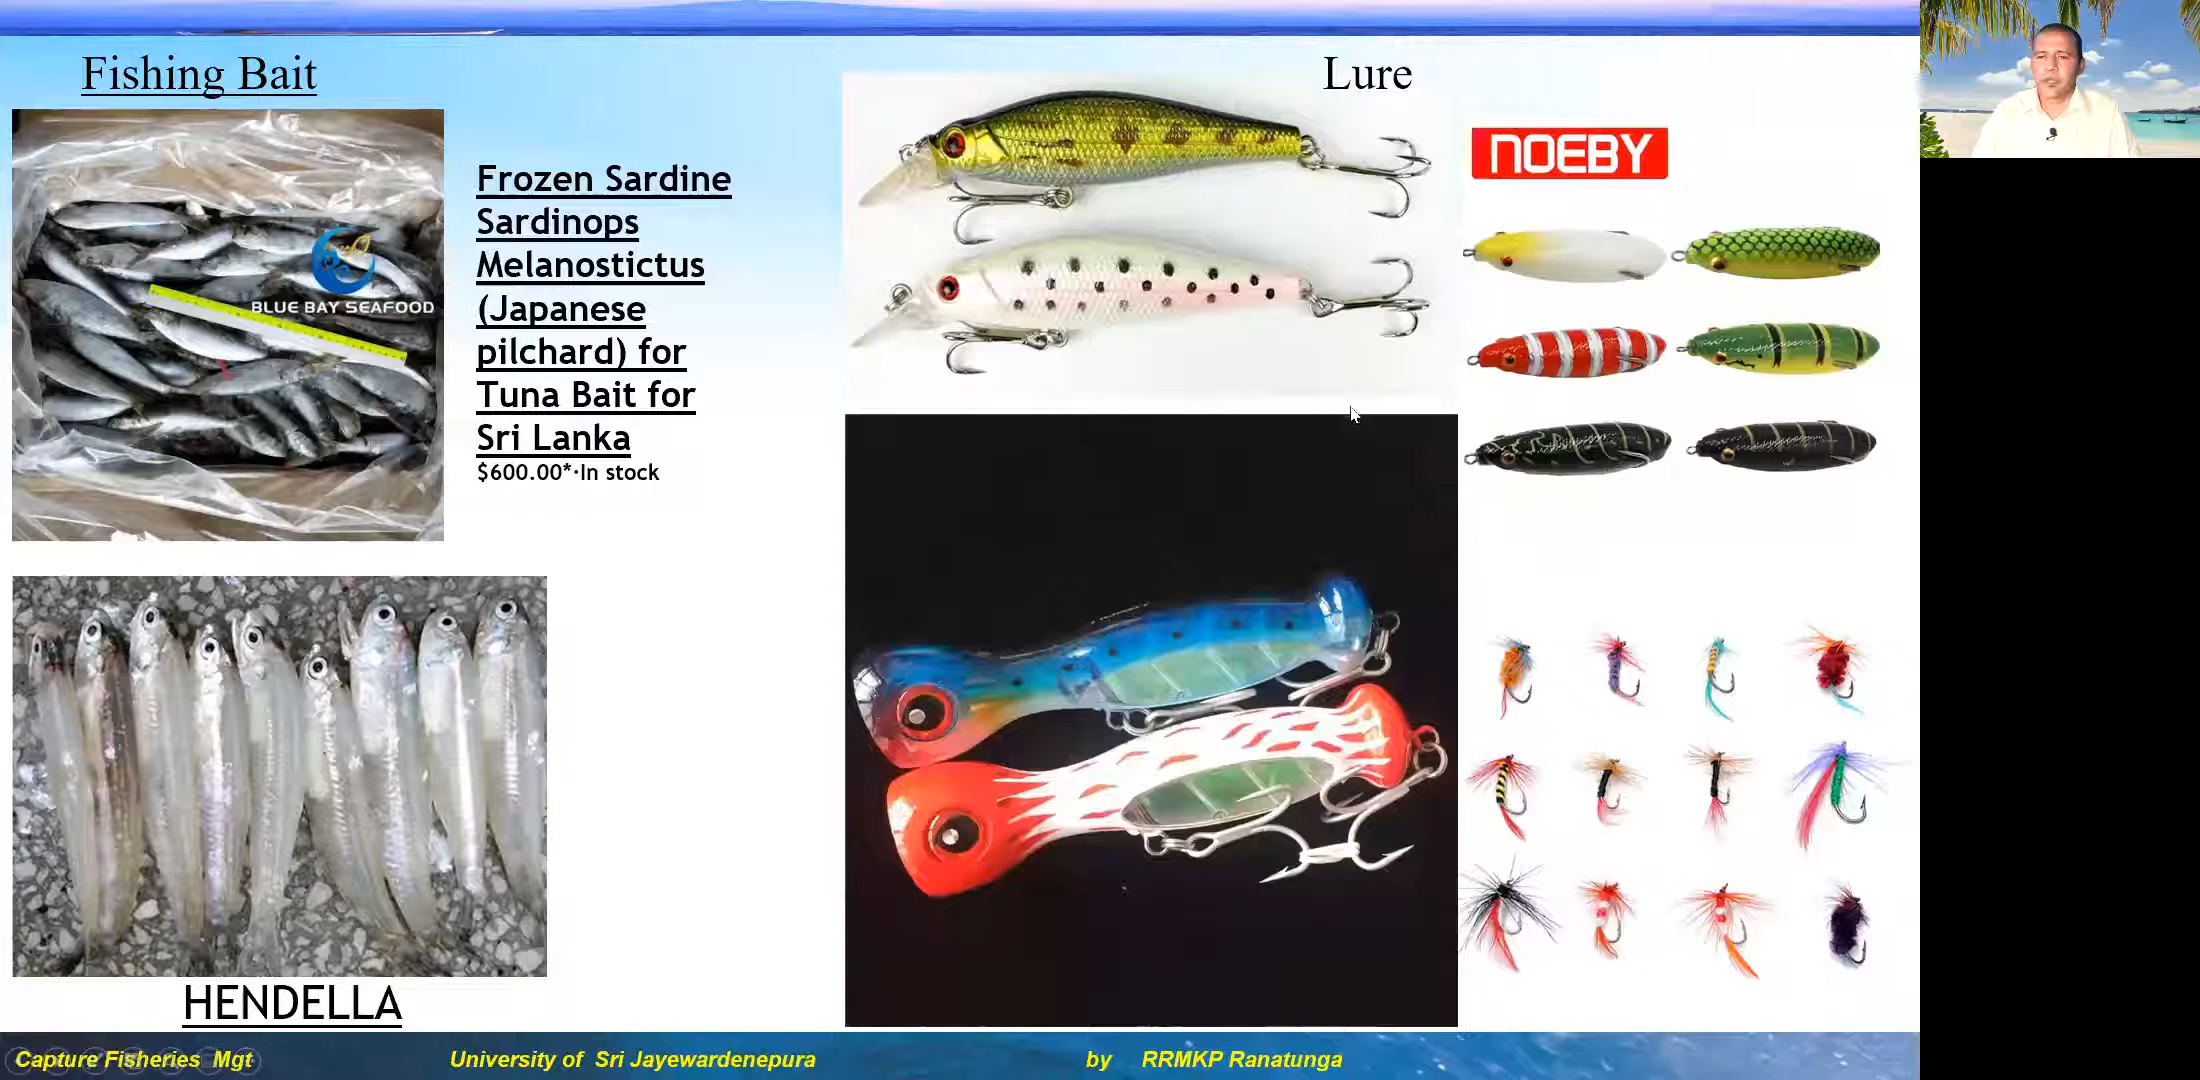 Fishing Bait
Lure
BLUE BAY SEAFOOD
Frozen Sardine
Sardinops
Melanostictus
(Japanese
pilchard) for
Tuna Bait for
Sri Lanka
$600.00*·In stock
NOEBY
HENDELLA
Capture Fisheries Mgt
University of Sri Jayewardenepura
by RRMKP Ranatunga